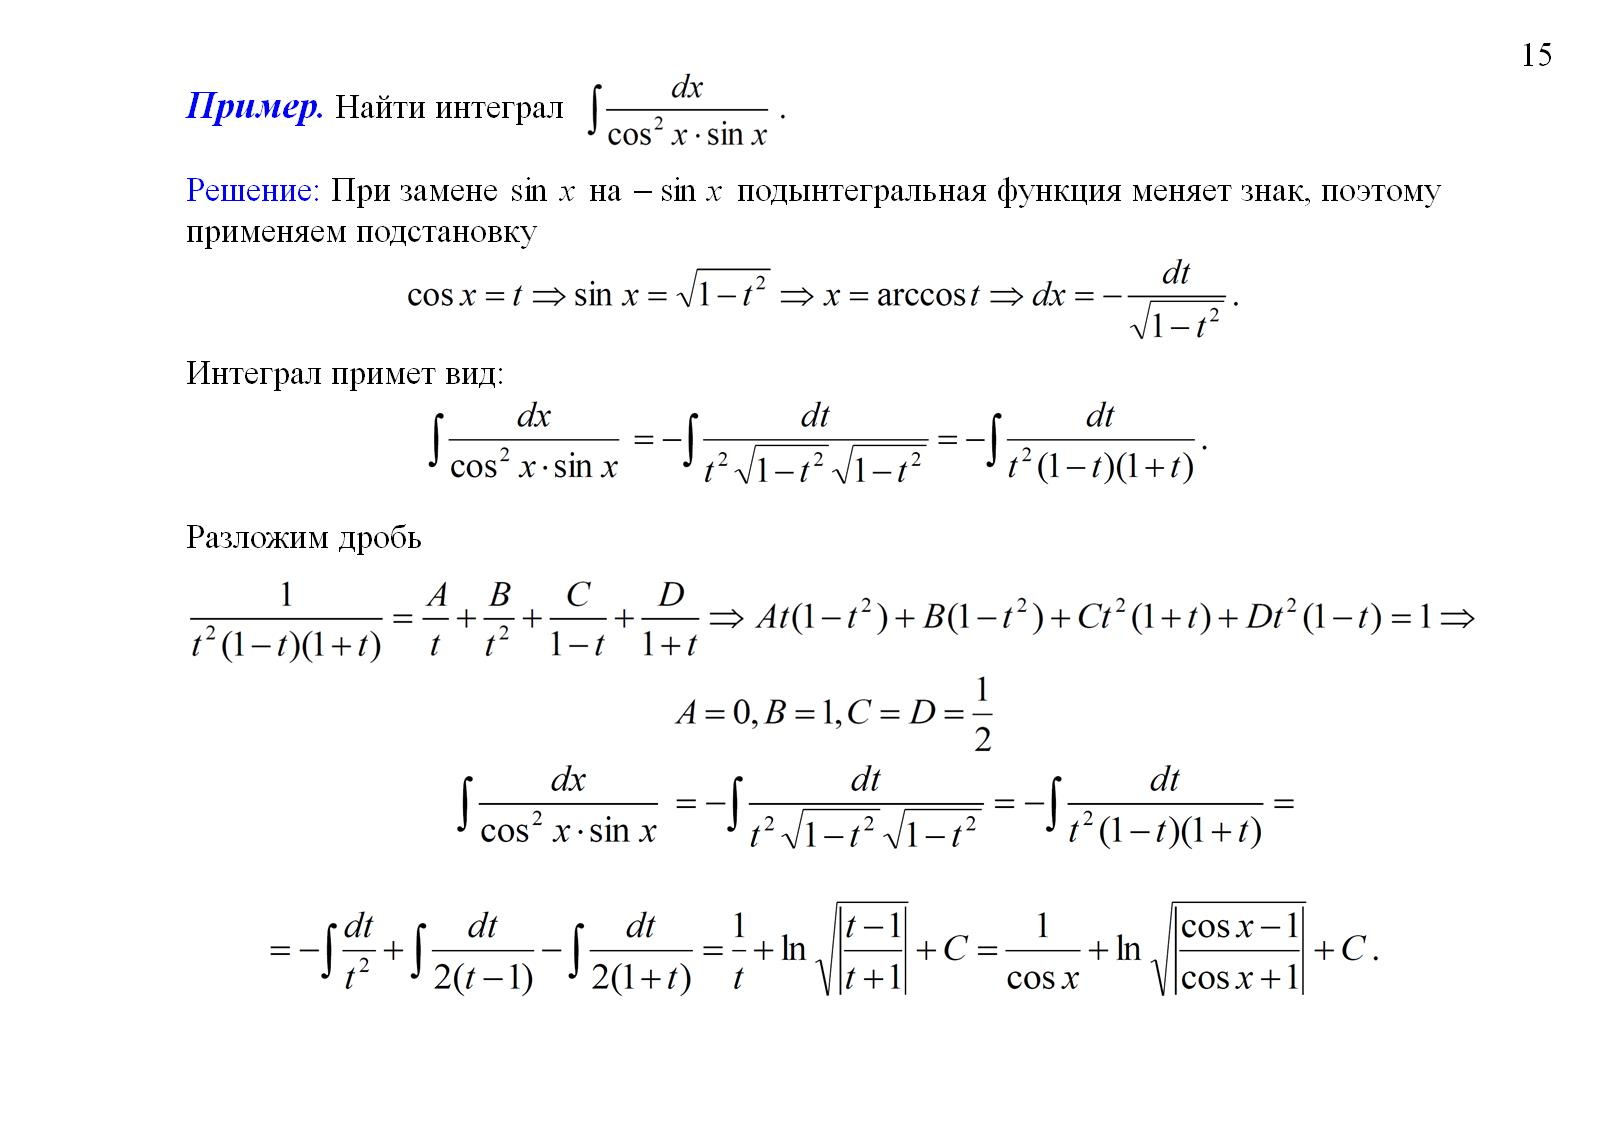 15
Пример. Найти интеграл ∫ dx / (cos² x · sin x) .
Решение: При замене sin x на − sin x подынтегральная функция меняет знак, поэтому
применяем подстановку
cos x = t ⇒ sin x = √(1 − t²) ⇒ x = arccos t ⇒ dx = − dt / √(1 − t²) .
Интеграл примет вид:
∫ dx / (cos² x · sin x) = −∫ dt / (t² √(1 − t²) √(1 − t²)) = −∫ dt / (t² (1 − t)(1 + t)) .
Разложим дробь
1 / (t² (1 − t)(1 + t)) = A / t + B / t² + C / (1 − t) + D / (1 + t) ⇒ At(1 − t²) + B(1 − t²) + Ct² (1 + t) + Dt² (1 − t) = 1 ⇒
A = 0, B = 1, C = D = 1 / 2
∫ dx / (cos² x · sin x) = −∫ dt / (t² √(1 − t²) √(1 − t²)) = −∫ dt / (t² (1 − t)(1 + t)) =
= −∫ dt / t² + ∫ dt / (2(t − 1)) − ∫ dt / (2(1 + t)) = 1 / t + ln √|(t − 1) / (t + 1)| + C = 1 / cos x + ln √|(cos x − 1) / (cos x + 1)| + C .